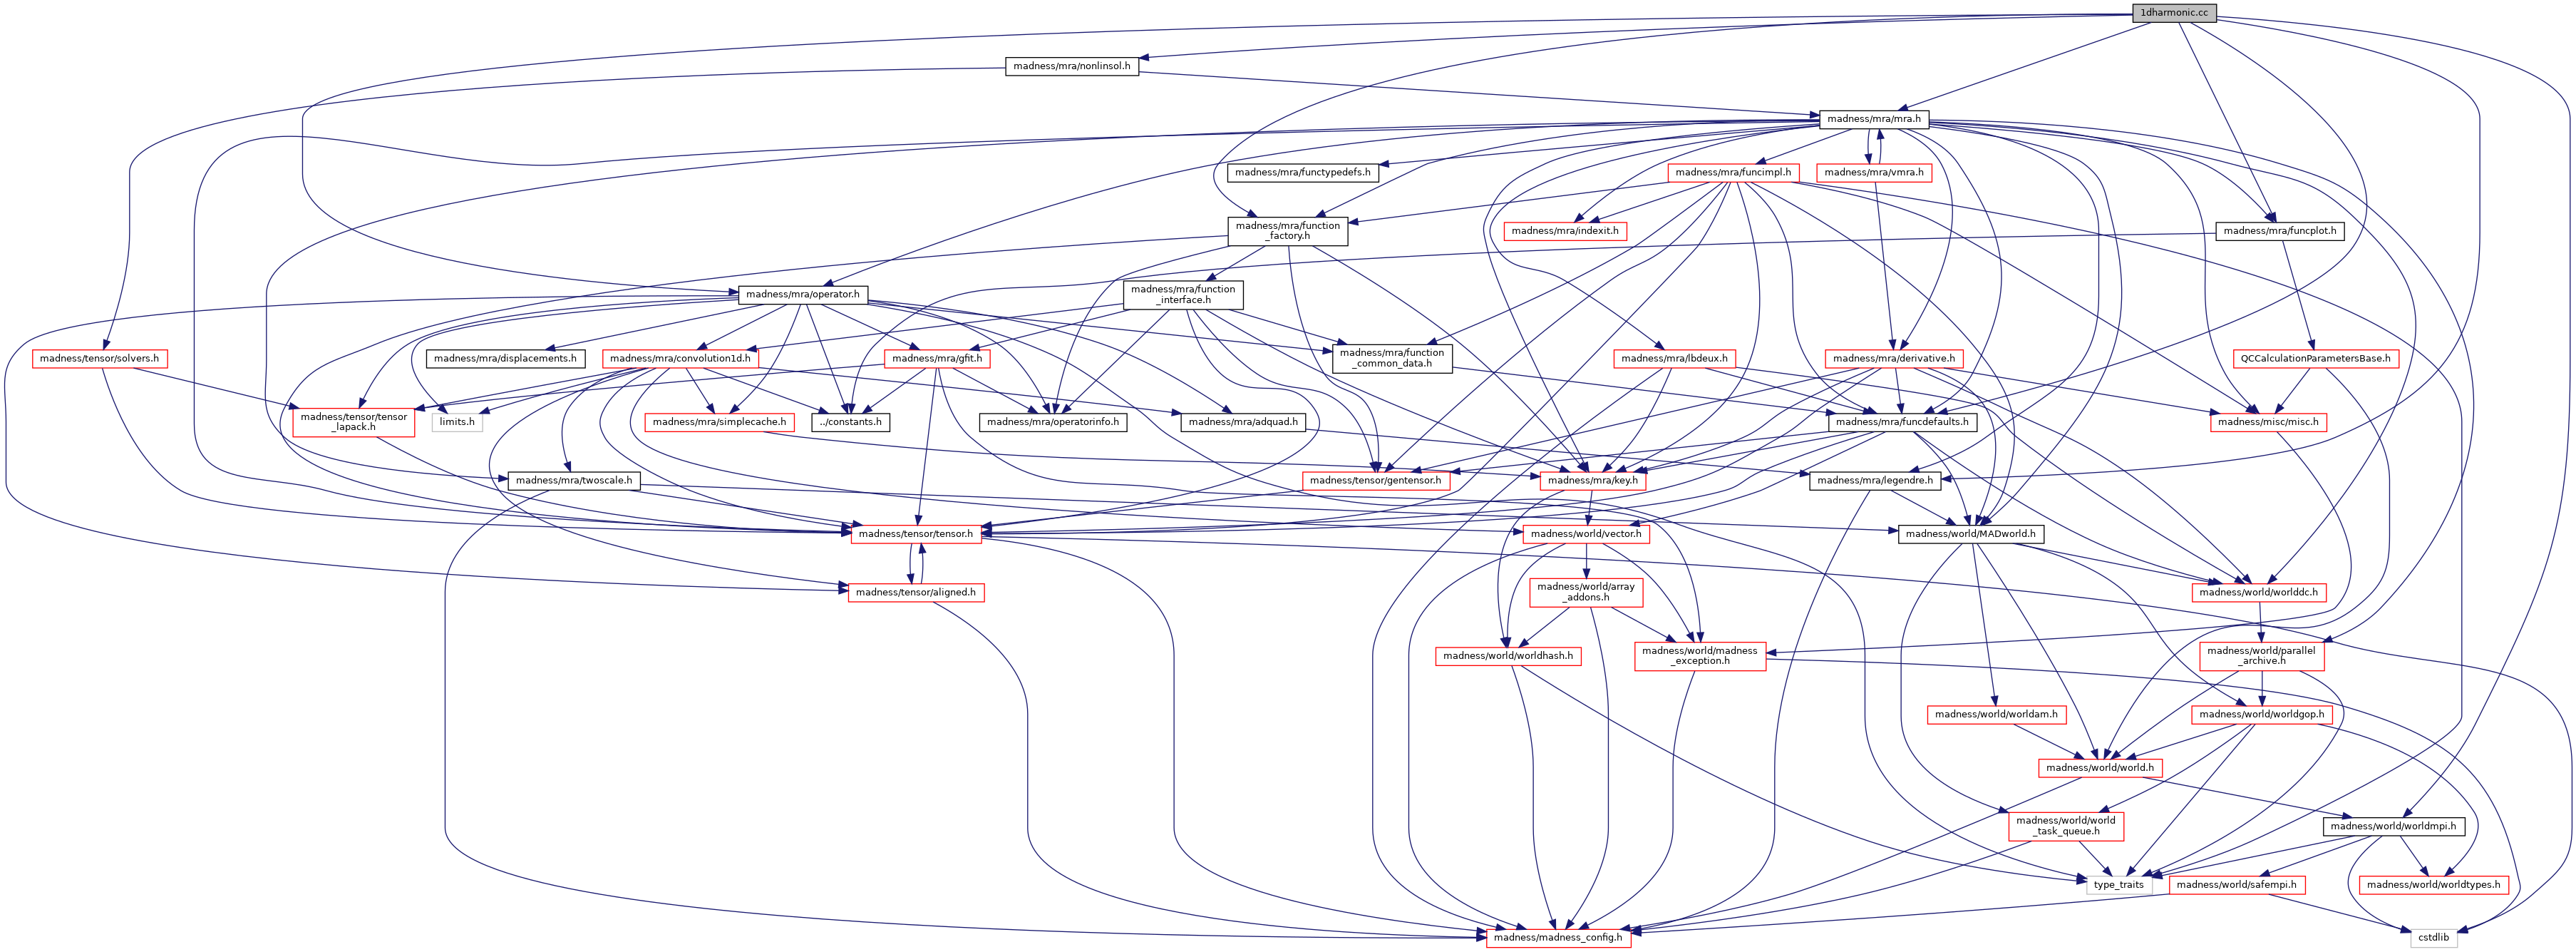 1dharmonic.cc
madness/mra/nonlinsol.h
madness/mra/mra.h
madness/mra/functypedefs.h
madness/mra/funcimpl.h
madness/mra/vmra.h
madness/mra/function
_factory.h
madness/mra/indexit.h
madness/mra/funcplot.h
madness/mra/operator.h
madness/mra/function
_interface.h
madness/tensor/solvers.h
madness/mra/displacements.h
madness/mra/convolution1d.h
madness/mra/gfit.h
madness/mra/function
_common_data.h
madness/mra/lbdeux.h
madness/mra/derivative.h
QCCalculationParametersBase.h
madness/tensor/tensor
_lapack.h
limits.h
madness/mra/simplecache.h
../constants.h
madness/mra/operatorinfo.h
madness/mra/adquad.h
madness/mra/funcdefaults.h
madness/misc/misc.h
madness/mra/twoscale.h
madness/tensor/gentensor.h
madness/mra/key.h
madness/mra/legendre.h
madness/tensor/tensor.h
madness/world/vector.h
madness/world/MADworld.h
madness/tensor/aligned.h
madness/world/array
_addons.h
madness/world/worlddc.h
madness/world/worldhash.h
madness/world/madness
_exception.h
madness/world/parallel
_archive.h
madness/world/worldam.h
madness/world/worldgop.h
madness/world/world.h
madness/world/world
_task_queue.h
madness/world/worldmpi.h
type_traits
madness/world/safempi.h
madness/world/worldtypes.h
madness/madness_config.h
cstdlib